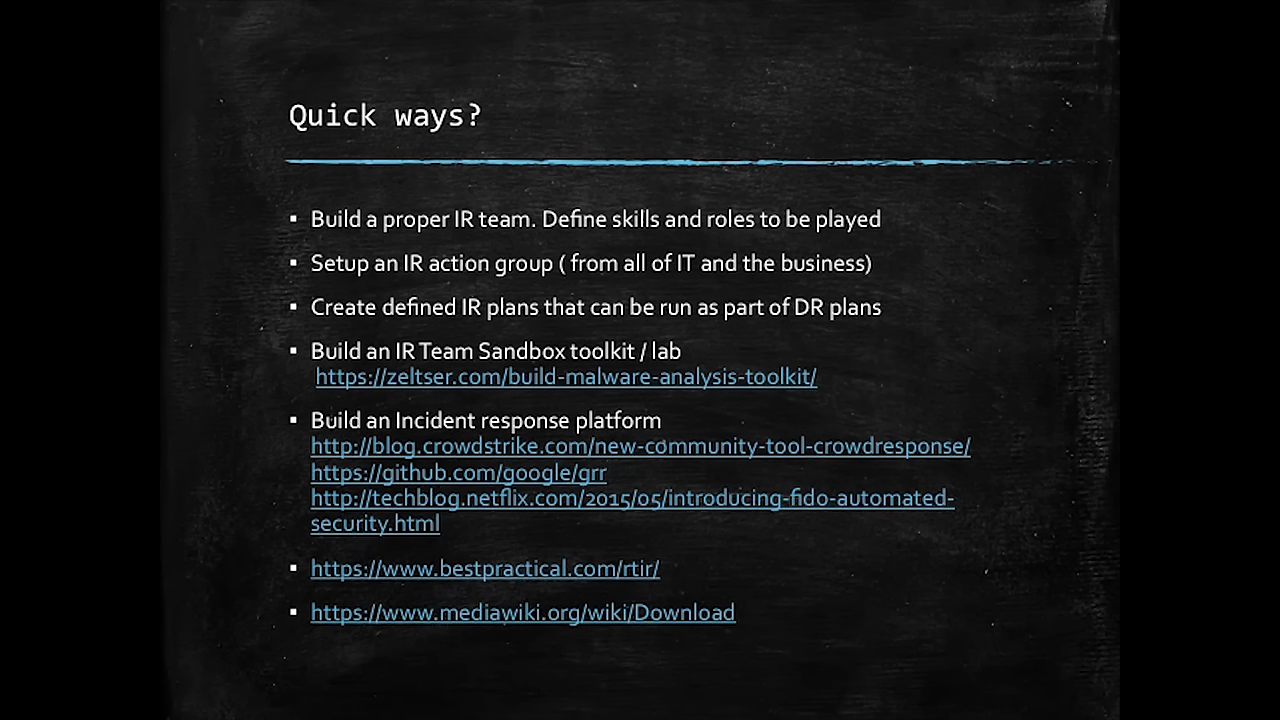 Quick ways?
▪ Build a proper IR team. Define skills and roles to be played
▪ Setup an IR action group ( from all of IT and the business)
▪ Create defined IR plans that can be run as part of DR plans
▪ Build an IR Team Sandbox toolkit / lab
https://zeltser.com/build-malware-analysis-toolkit/
▪ Build an Incident response platform
http://blog.crowdstrike.com/new-community-tool-crowdresponse/
https://github.com/google/grr
http://techblog.netflix.com/2015/05/introducing-fido-automated-
security.html
▪ https://www.bestpractical.com/rtir/
▪ https://www.mediawiki.org/wiki/Download